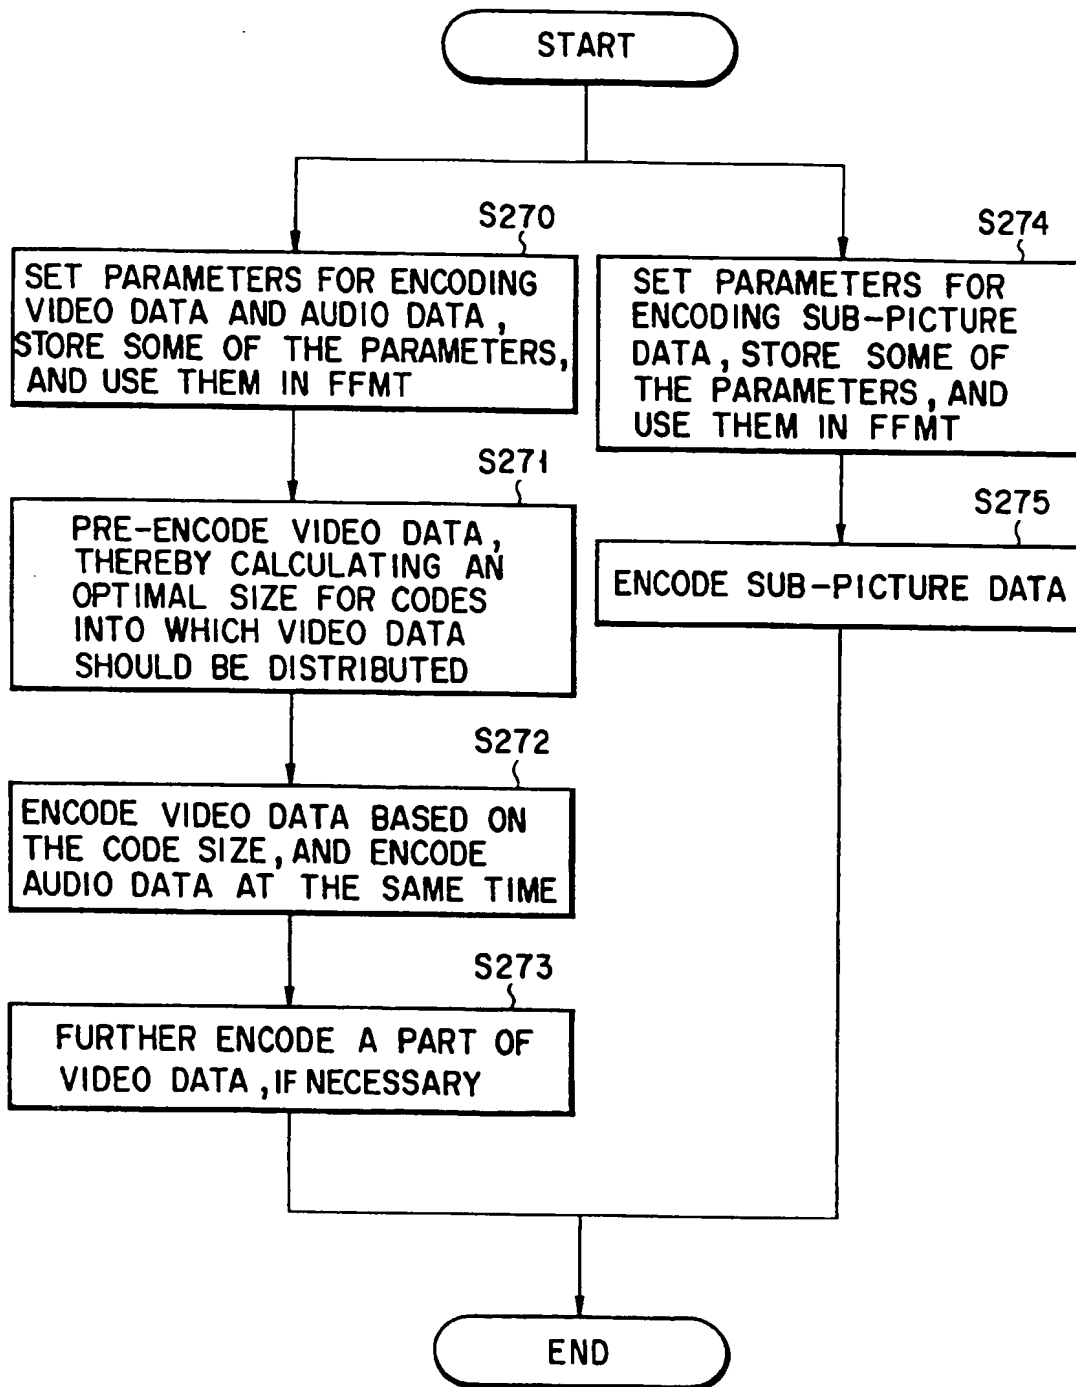 START
S270
SET PARAMETERS FOR ENCODING
VIDEO DATA AND AUDIO DATA,
STORE SOME OF THE PARAMETERS,
AND USE THEM IN FFMT
S271
PRE-ENCODE VIDEO DATA,
THEREBY CALCULATING AN
OPTIMAL SIZE FOR CODES
INTO WHICH VIDEO DATA
SHOULD BE DISTRIBUTED
S272
ENCODE VIDEO DATA BASED ON
THE CODE SIZE, AND ENCODE
AUDIO DATA AT THE SAME TIME
S273
FURTHER ENCODE A PART OF
VIDEO DATA, IF NECESSARY
S274
SET PARAMETERS FOR
ENCODING SUB-PICTURE
DATA, STORE SOME OF
THE PARAMETERS, AND
USE THEM IN FFMT
S275
ENCODE SUB-PICTURE DATA
END